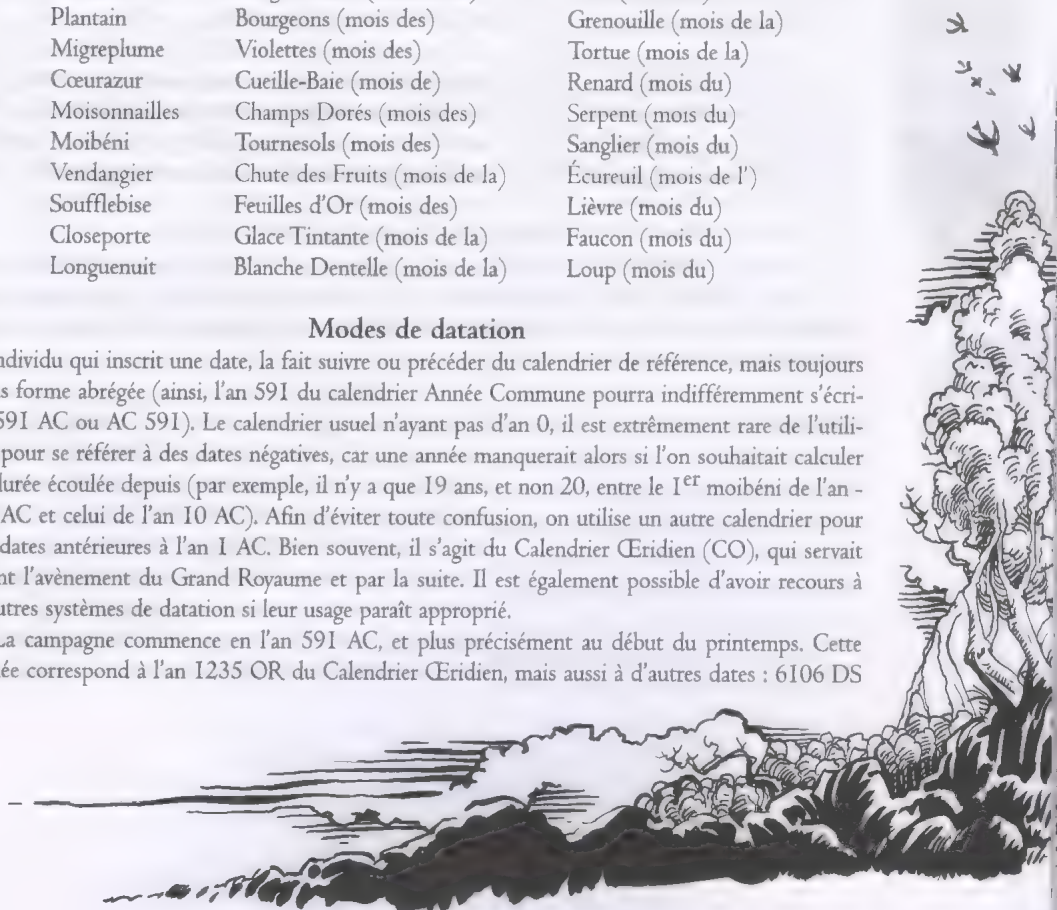 Plantain Bourgeons (mois des) Grenouille (mois de la)
Migreplume Violettes (mois des) Tortue (mois de la)
Cœurazur Cueille-Baie (mois de) Renard (mois du)
Moisonnailles Champs Dorés (mois des) Serpent (mois du)
Moibéni Tournesols (mois des) Sanglier (mois du)
Vendangier Chute des Fruits (mois de la) Écureuil (mois de l')
Soufflebise Feuilles d'Or (mois des) Lièvre (mois du)
Closeporte Glace Tintante (mois de la) Faucon (mois du)
Longuenuit Blanche Dentelle (mois de la) Loup (mois du)
Modes de datation
ndividu qui inscrit une date, la fait suivre ou précéder du calendrier de référence, mais toujours
s forme abrégée (ainsi, l'an 591 du calendrier Année Commune pourra indifféremment s'écri-
591 AC ou AC 591). Le calendrier usuel n'ayant pas d'an 0, il est extrêmement rare de l'utili-
pour se référer à des dates négatives, car une année manquerait alors si l'on souhaitait calculer
lurée écoulée depuis (par exemple, il n'y a que 19 ans, et non 20, entre le 1er moibéni de l'an -
AC et celui de l'an 10 AC). Afin d'éviter toute confusion, on utilise un autre calendrier pour
dates antérieures à l'an 1 AC. Bien souvent, il s'agit du Calendrier Œridien (CO), qui servait
nt l'avènement du Grand Royaume et par la suite. Il est également possible d'avoir recours à
utres systèmes de datation si leur usage paraît approprié.
La campagne commence en l'an 591 AC, et plus précisément au début du printemps. Cette
ée correspond à l'an 1235 OR du Calendrier Œridien, mais aussi à d'autres dates : 6106 DS